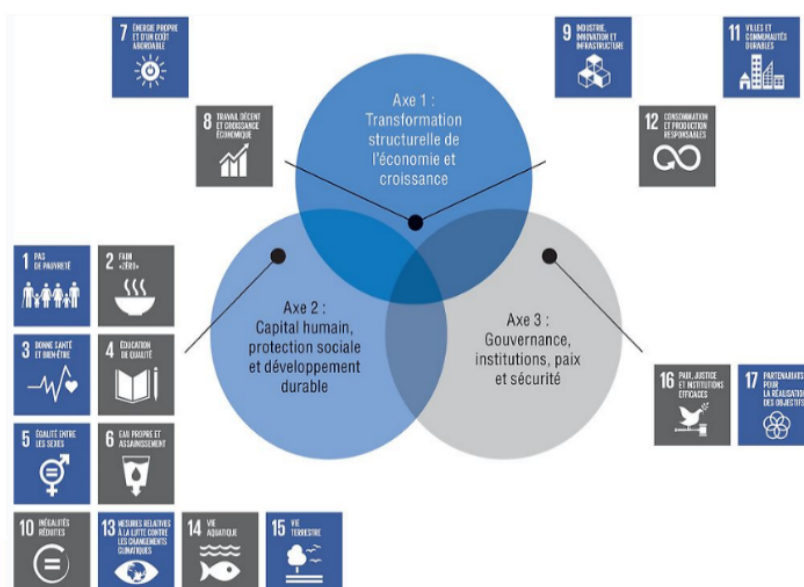 7 ÉNERGIE PROPRE
ET D'UN COÛT
ABORDABLE
8 TRAVAIL DÉCENT
ET CROISSANCE
ÉCONOMIQUE
9 INDUSTRIE,
INNOVATION ET
INFRASTRUCTURE
11 VILLES ET
COMMUNAUTÉS
DURABLES
12 CONSOMMATION
ET PRODUCTION
RESPONSABLES
Axe 1 :
Transformation
structurelle de
l'économie et
croissance
1 PAS
DE PAUVRETÉ
2 FAIM
«ZÉRO»
3 BONNE SANTÉ
ET BIEN-ÊTRE
4 ÉDUCATION
DE QUALITÉ
5 ÉGALITÉ ENTRE
LES SEXES
6 EAU PROPRE ET
ASSAINISSEMENT
10 INÉGALITÉS
RÉDUITES
13 MESURES RELATIVES
À LA LUTTE CONTRE
LES CHANGEMENTS
CLIMATIQUES
14 VIE
AQUATIQUE
15 VIE
TERRESTRE
Axe 2 :
Capital humain,
protection sociale
et développement
durable
Axe 3 :
Gouvernance,
institutions, paix
et sécurité
16 PAIX, JUSTICE
ET INSTITUTIONS
EFFICACES
17 PARTENARIATS
POUR
LA RÉALISATION
DES OBJECTIFS